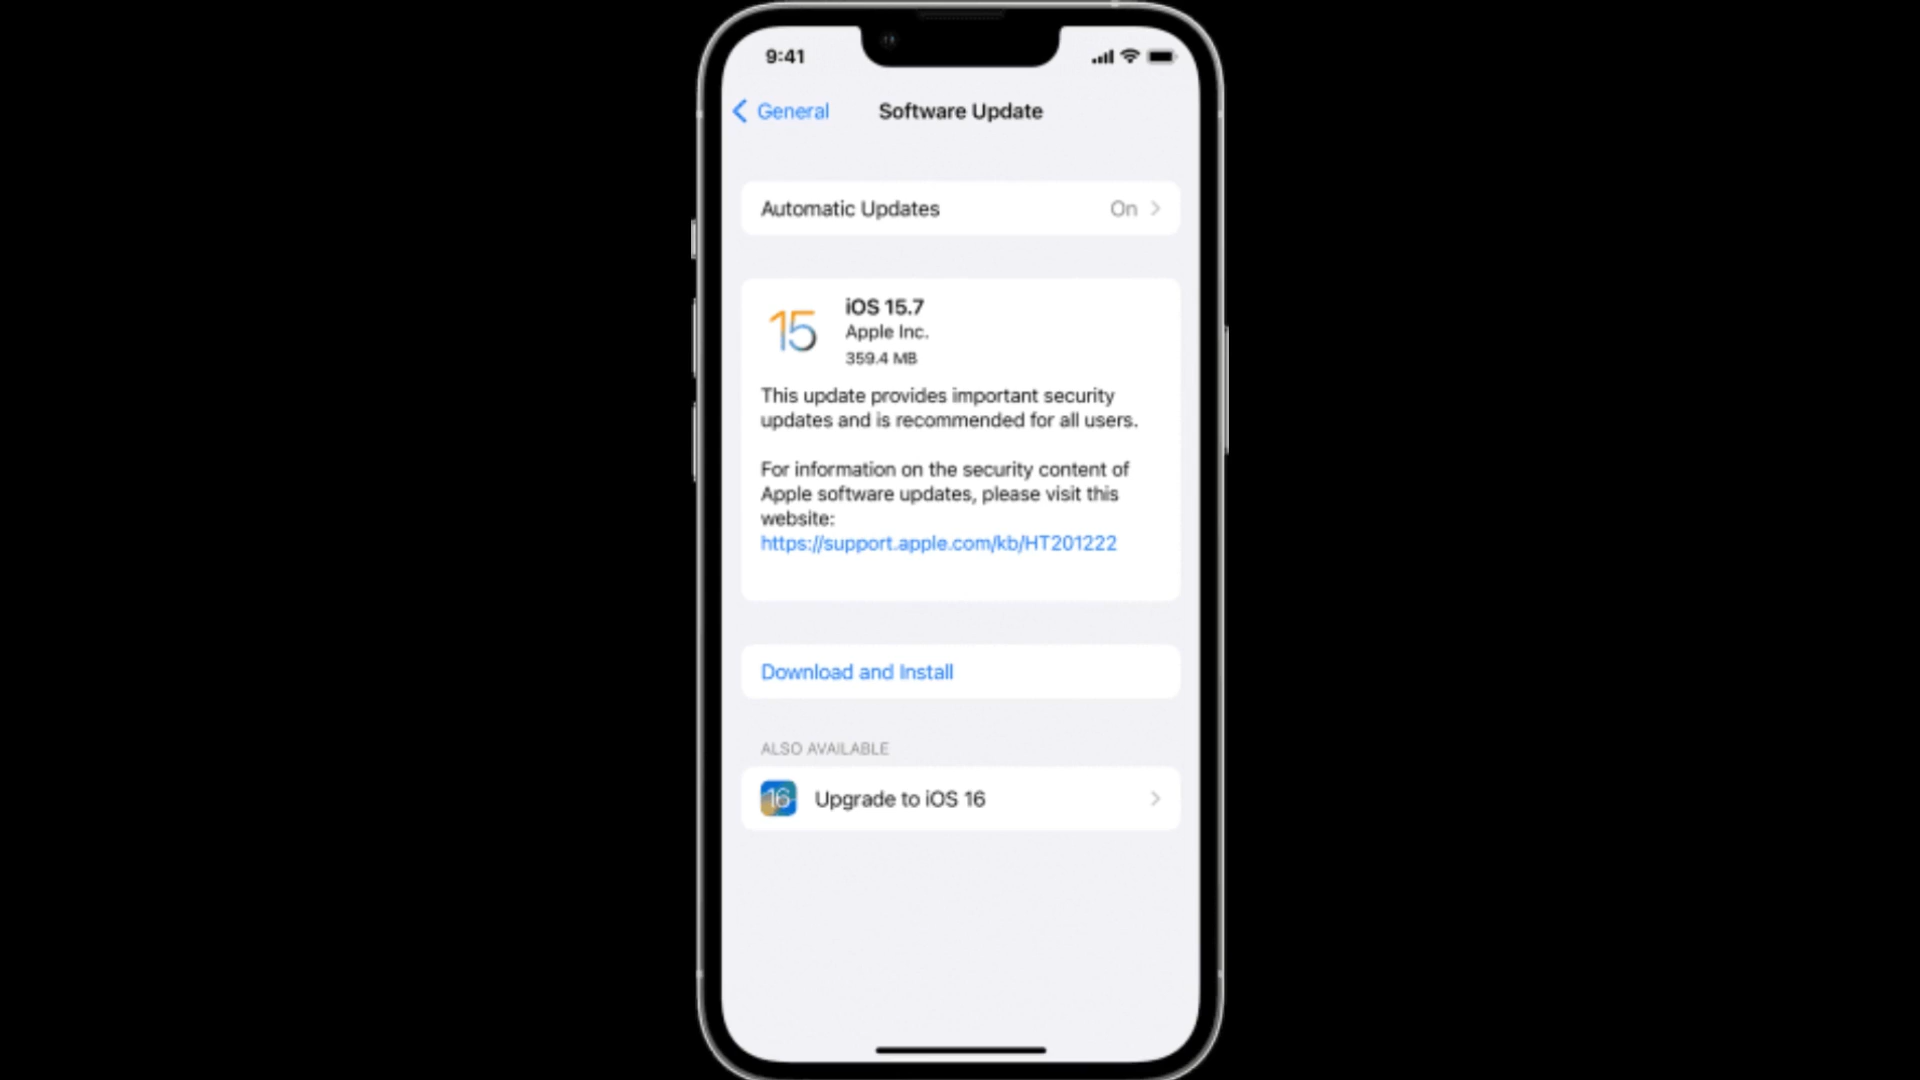 9:41
General
Software Update
Automatic Updates
On
15
iOS 15.7
Apple Inc.
359.4 MB
This update provides important security
updates and is recommended for all users.
For information on the security content of
Apple software updates, please visit this
website:
https://support.apple.com/kb/HT201222
Download and Install
ALSO AVAILABLE
16
Upgrade to iOS 16